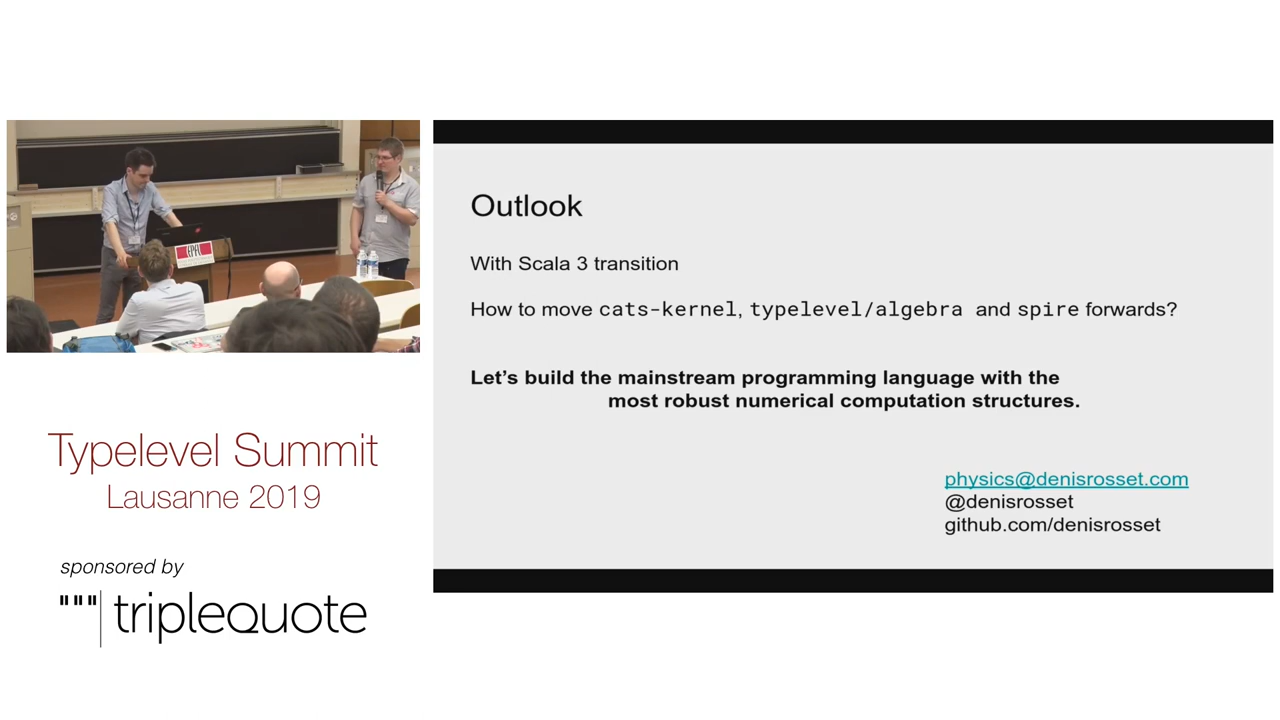 EPFL
Typelevel Summit
Lausanne 2019
sponsored by
"""|triplequote
Outlook
With Scala 3 transition
How to move cats-kernel, typelevel/algebra and spire forwards?
Let's build the mainstream programming language with the
most robust numerical computation structures.
physics@denisrosset.com
@denisrosset
github.com/denisrosset